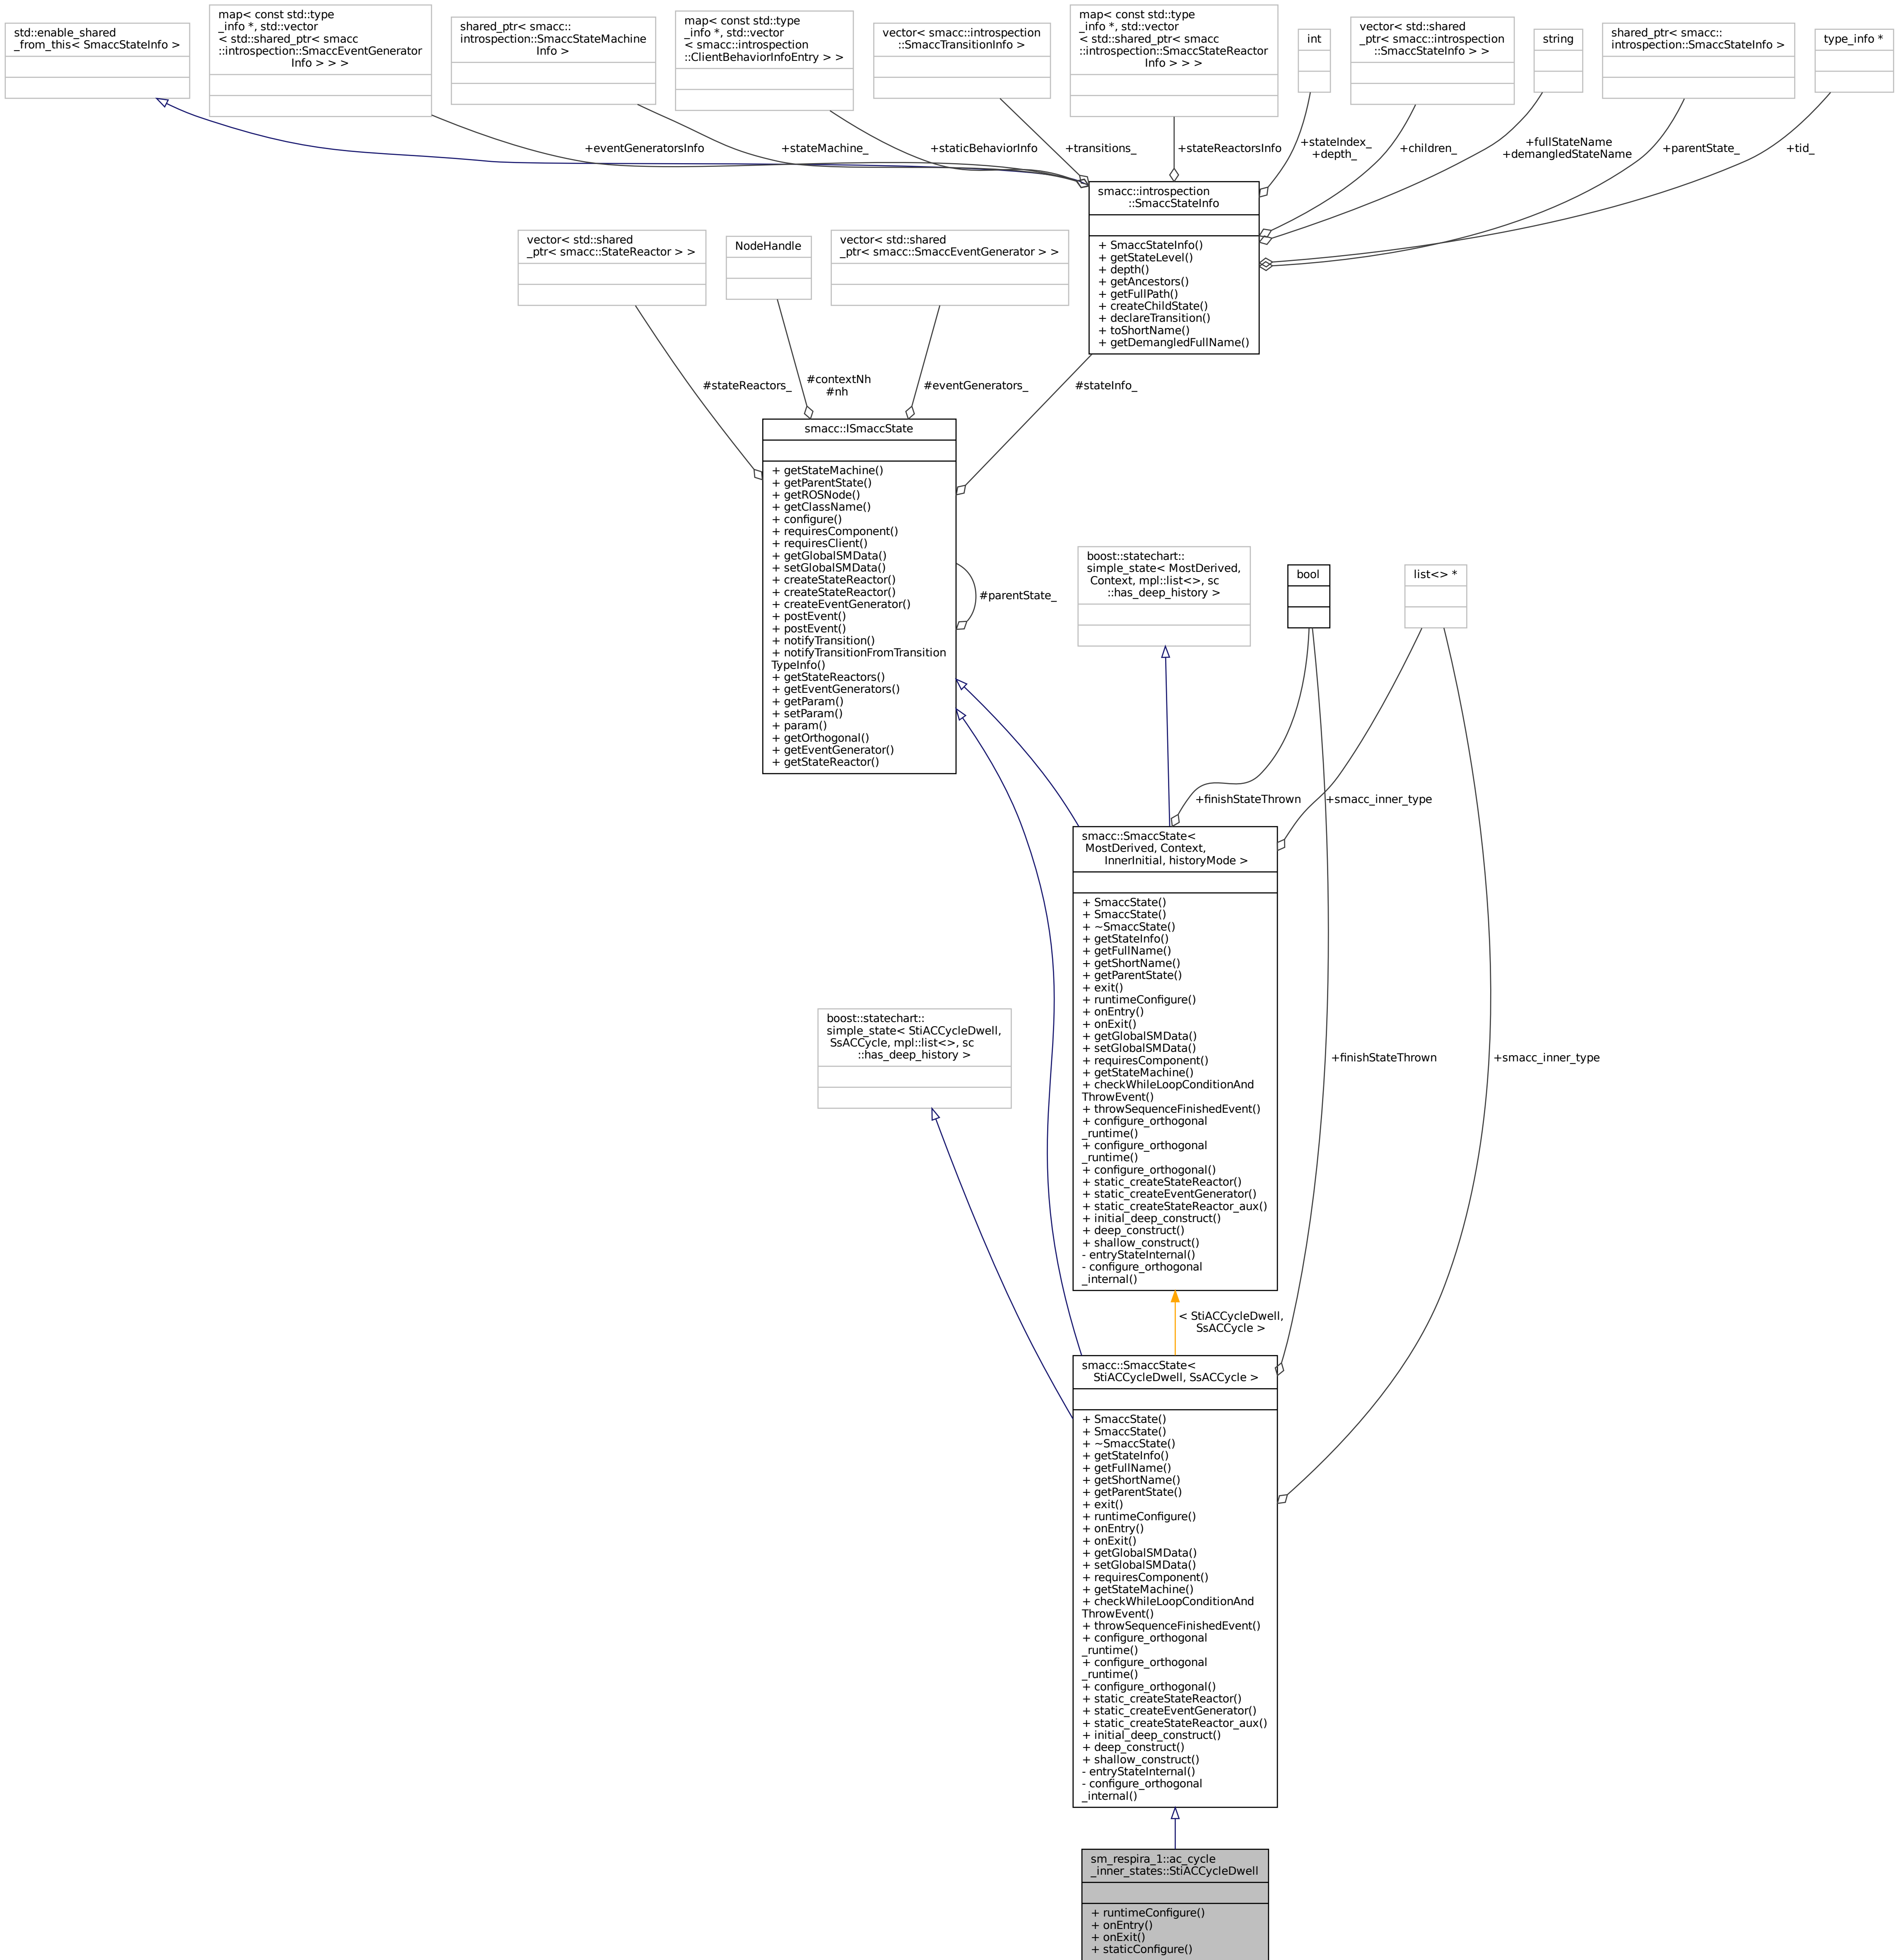 std::enable_shared
_from_this< SmaccStateInfo >
map< const std::type
_info *, std::vector
< std::shared_ptr< smacc
::introspection::SmaccEventGenerator
Info > > >
shared_ptr< smacc::
introspection::SmaccStateMachine
Info >
map< const std::type
_info *, std::vector
< smacc::introspection
::ClientBehaviorInfoEntry > >
vector< smacc::introspection
::SmaccTransitionInfo >
map< const std::type
_info *, std::vector
< std::shared_ptr< smacc
::introspection::SmaccStateReactor
Info > > >
int
vector< std::shared
_ptr< smacc::introspection
::SmaccStateInfo > >
string
shared_ptr< smacc::
introspection::SmaccStateInfo >
type_info *
+eventGeneratorsInfo
+stateMachine_
+staticBehaviorInfo
+transitions_
+stateReactorsInfo
+stateIndex_
+depth_
+children_
+fullStateName
+demangledStateName
+parentState_
+tid_
smacc::introspection
::SmaccStateInfo
+ SmaccStateInfo()
+ getStateLevel()
+ depth()
+ getAncestors()
+ getFullPath()
+ createChildState()
+ declareTransition()
+ toShortName()
+ getDemangledFullName()
vector< std::shared
_ptr< smacc::StateReactor > >
NodeHandle
vector< std::shared
_ptr< smacc::SmaccEventGenerator > >
#stateReactors_
#contextNh
#nh
#eventGenerators_
#stateInfo_
smacc::ISmaccState
+ getStateMachine()
+ getParentState()
+ getROSNode()
+ getClassName()
+ configure()
+ requiresComponent()
+ requiresClient()
+ getGlobalSMData()
+ setGlobalSMData()
+ createStateReactor()
+ createStateReactor()
+ createEventGenerator()
+ postEvent()
+ postEvent()
+ notifyTransition()
+ notifyTransitionFromTransition
TypeInfo()
+ getStateReactors()
+ getEventGenerators()
+ getParam()
+ setParam()
+ param()
+ getOrthogonal()
+ getEventGenerator()
+ getStateReactor()
#parentState_
boost::statechart::
simple_state< MostDerived,
Context, mpl::list<>, sc
::has_deep_history >
bool
list<> *
+finishStateThrown
+smacc_inner_type
smacc::SmaccState<
MostDerived, Context,
InnerInitial, historyMode >
+ SmaccState()
+ SmaccState()
+ ~SmaccState()
+ getStateInfo()
+ getFullName()
+ getShortName()
+ getParentState()
+ exit()
+ runtimeConfigure()
+ onEntry()
+ onExit()
+ getGlobalSMData()
+ setGlobalSMData()
+ requiresComponent()
+ getStateMachine()
+ checkWhileLoopConditionAnd
ThrowEvent()
+ throwSequenceFinishedEvent()
+ configure_orthogonal
_runtime()
+ configure_orthogonal
_runtime()
+ configure_orthogonal()
+ static_createStateReactor()
+ static_createEventGenerator()
+ static_createStateReactor_aux()
+ initial_deep_construct()
+ deep_construct()
+ shallow_construct()
- entryStateInternal()
- configure_orthogonal
_internal()
boost::statechart::
simple_state< StiACCycleDwell,
SsACCycle, mpl::list<>, sc
::has_deep_history >
+finishStateThrown
+smacc_inner_type
< StiACCycleDwell,
SsACCycle >
smacc::SmaccState<
StiACCycleDwell, SsACCycle >
+ SmaccState()
+ SmaccState()
+ ~SmaccState()
+ getStateInfo()
+ getFullName()
+ getShortName()
+ getParentState()
+ exit()
+ runtimeConfigure()
+ onEntry()
+ onExit()
+ getGlobalSMData()
+ setGlobalSMData()
+ requiresComponent()
+ getStateMachine()
+ checkWhileLoopConditionAnd
ThrowEvent()
+ throwSequenceFinishedEvent()
+ configure_orthogonal
_runtime()
+ configure_orthogonal
_runtime()
+ configure_orthogonal()
+ static_createStateReactor()
+ static_createEventGenerator()
+ static_createStateReactor_aux()
+ initial_deep_construct()
+ deep_construct()
+ shallow_construct()
- entryStateInternal()
- configure_orthogonal
_internal()
sm_respira_1::ac_cycle
_inner_states::StiACCycleDwell
+ runtimeConfigure()
+ onEntry()
+ onExit()
+ staticConfigure()